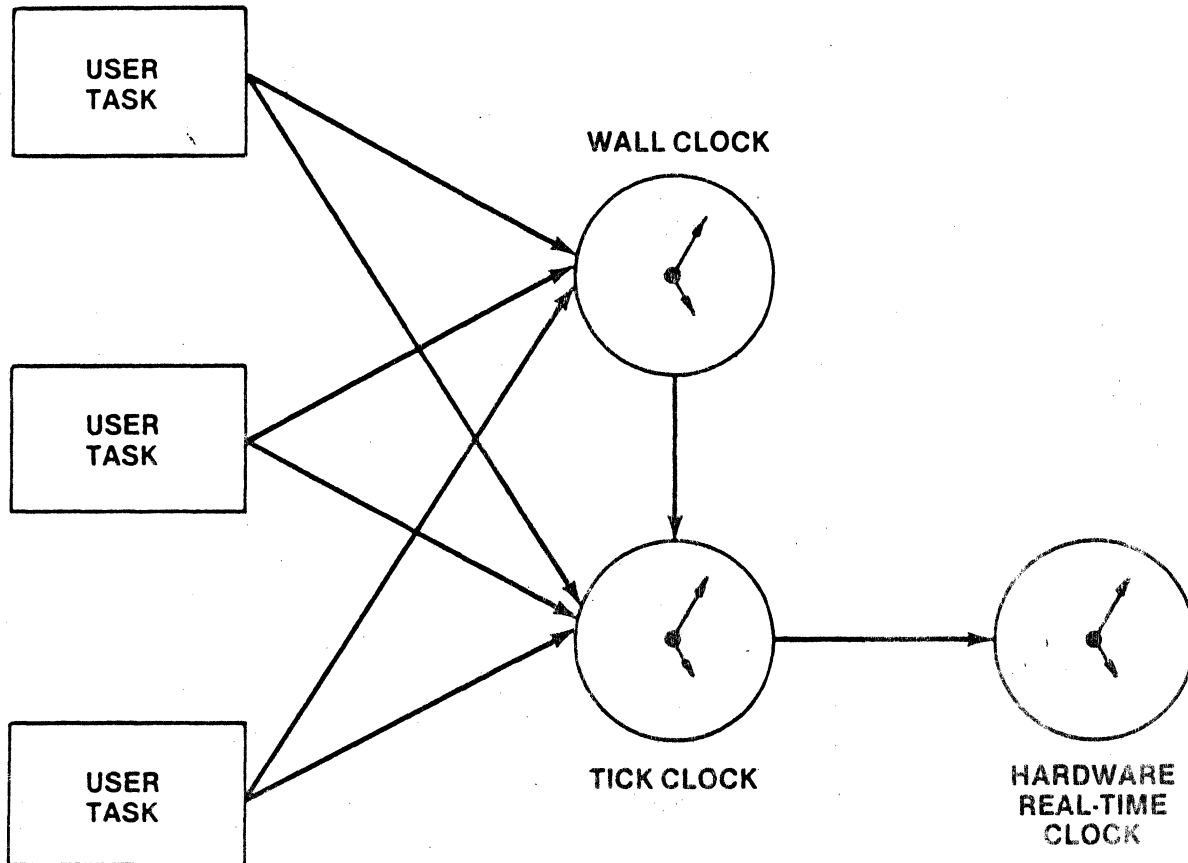 USER
TASK
WALL CLOCK
USER
TASK
TICK CLOCK
HARDWARE
REAL-TIME
CLOCK
USER
TASK